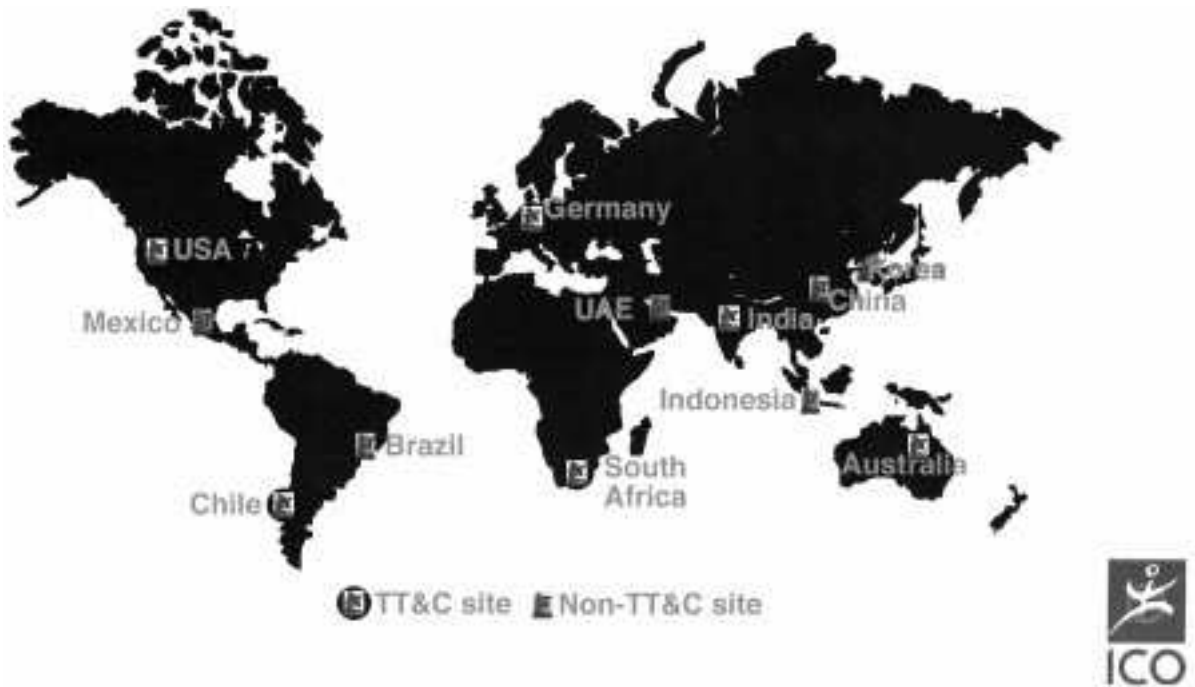 Germany
USA
Korea
China
UAE
India
Mexico
Indonesia
Brazil
South
Africa
Australia
Chile
TT&C site
Non-TT&C site
ICO